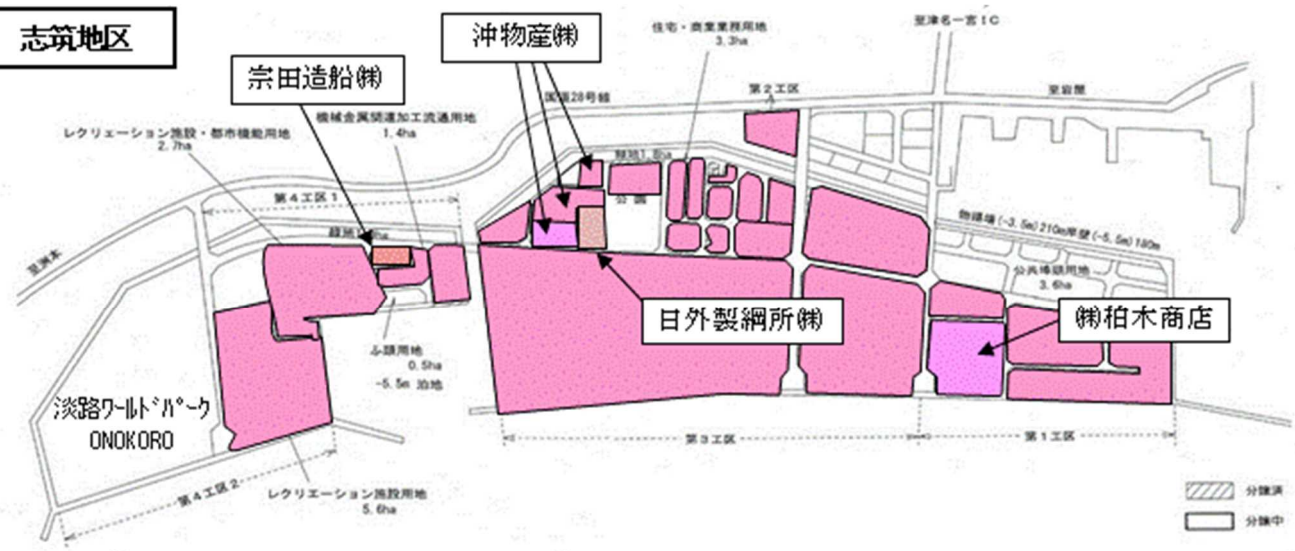 志筑地区
沖物産㈱
宗田造船㈱
住宅・商業業務用地
3.3ha
至津名一宮IC
国道28号線
第2工区
至岩屋
機械金属関連加工流通用地
1.4ha
レクリエーション施設・都市機能用地
2.7ha
緑地1.8ha
公園
第4工区1
緑地
至洲本
物揚場(-3.5m)210m岸壁(-5.5m)180m
公共埠頭用地
3.6ha
日外製綱所㈱
㈱柏木商店
ふ頭用地
0.5ha
-5.5m 泊地
淡路ワールドパーク
ONOKORO
第3工区
第1工区
第4工区2
レクリエーション施設用地
5.6ha
分譲済
分譲中